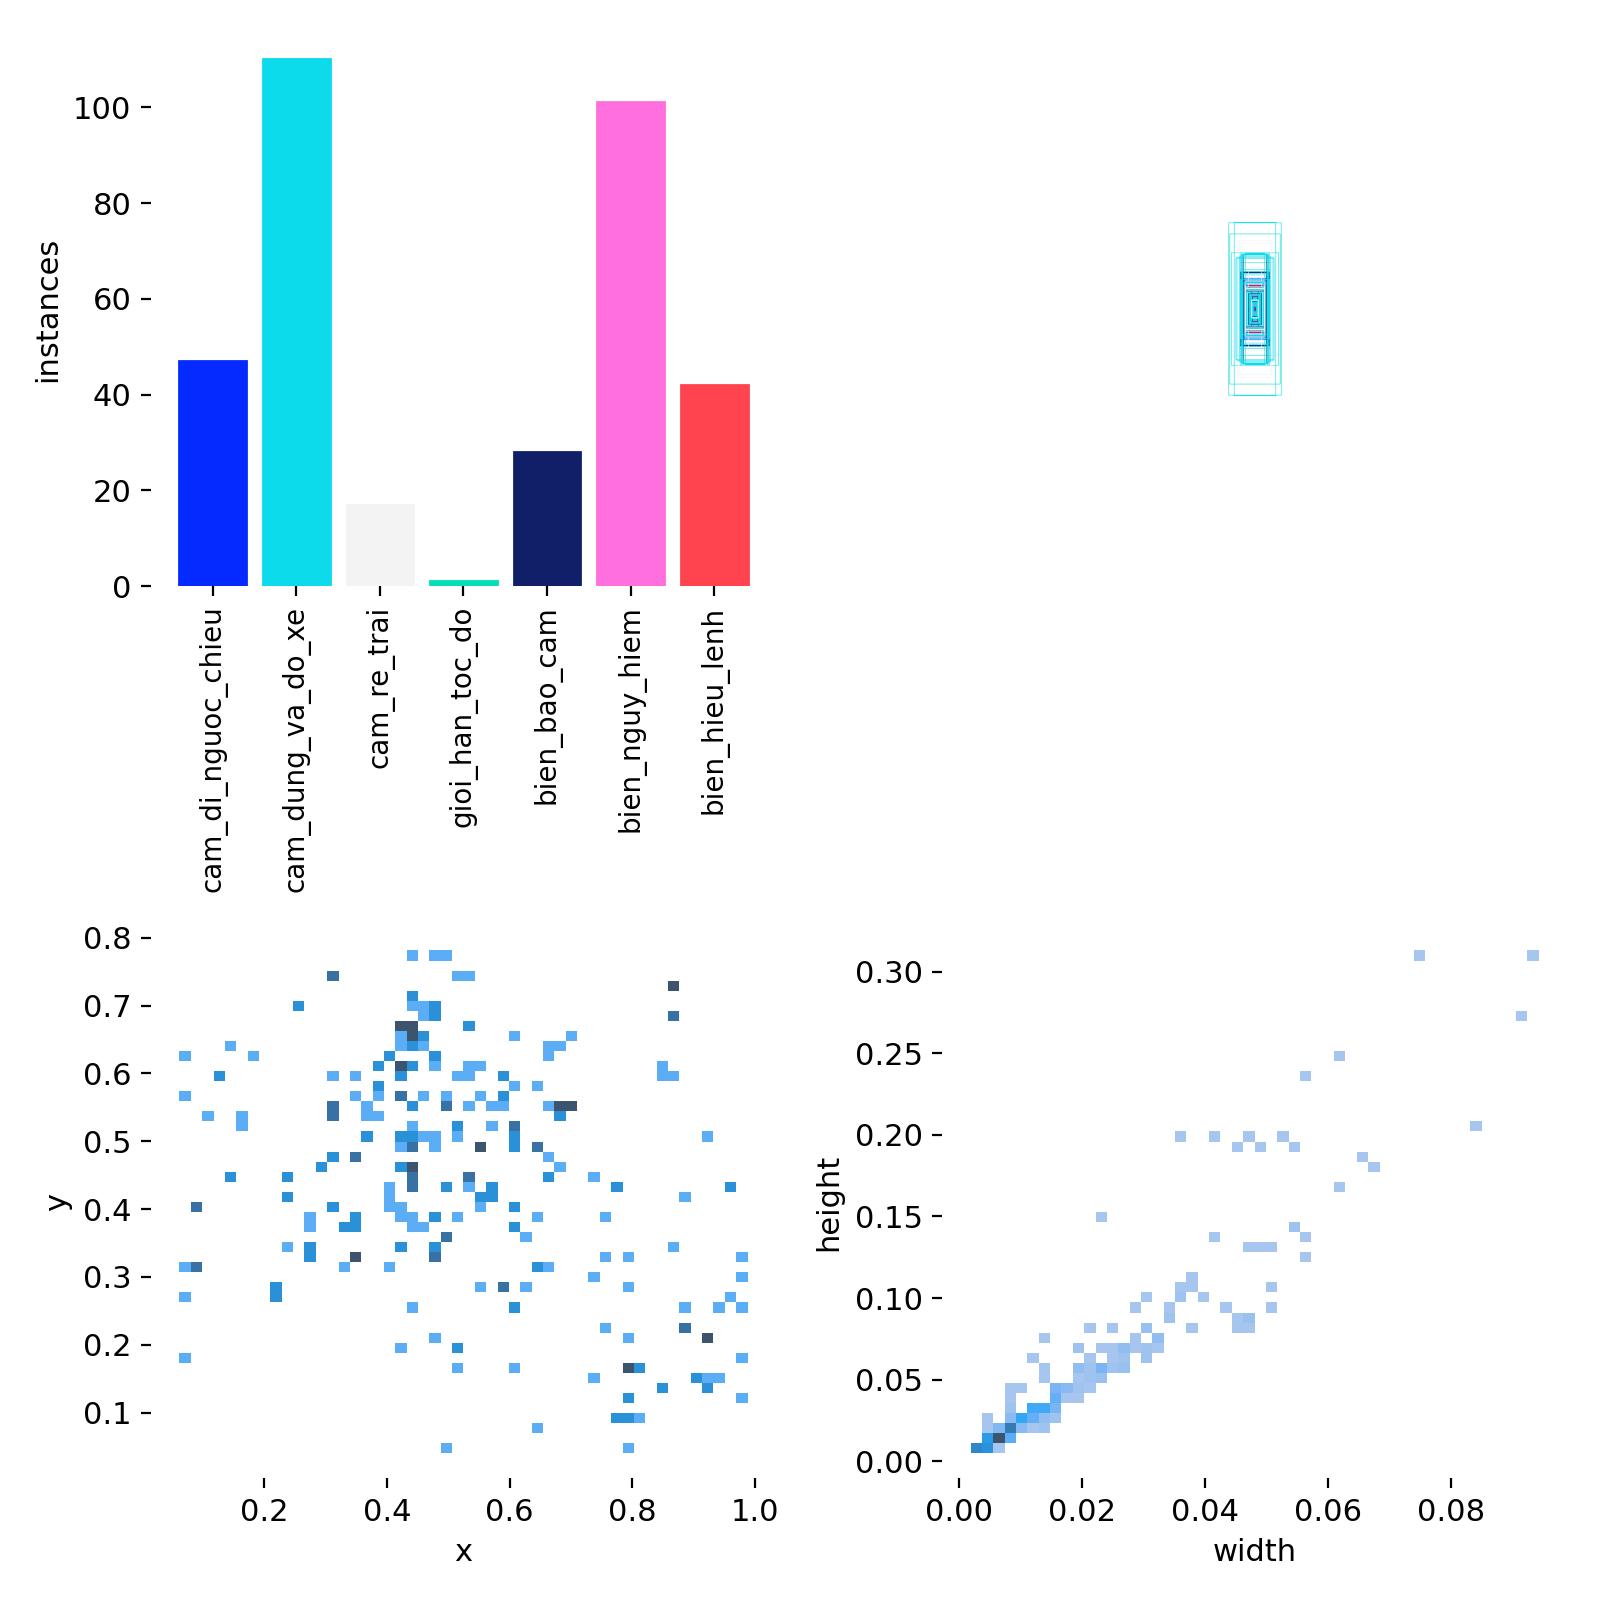 100
80
60
40
20
0
instances
cam_di_nguoc_chieu
cam_dung_va_do_xe
cam_re_trai
gioi_han_toc_do
bien_bao_cam
bien_nguy_hiem
bien_hieu_lenh
0.8
0.7
0.6
0.5
0.4
0.3
0.2
0.1
y
0.2 0.4 0.6 0.8 1.0
x
0.30
0.25
0.20
0.15
0.10
0.05
0.00
height
0.00 0.02 0.04 0.06 0.08
width